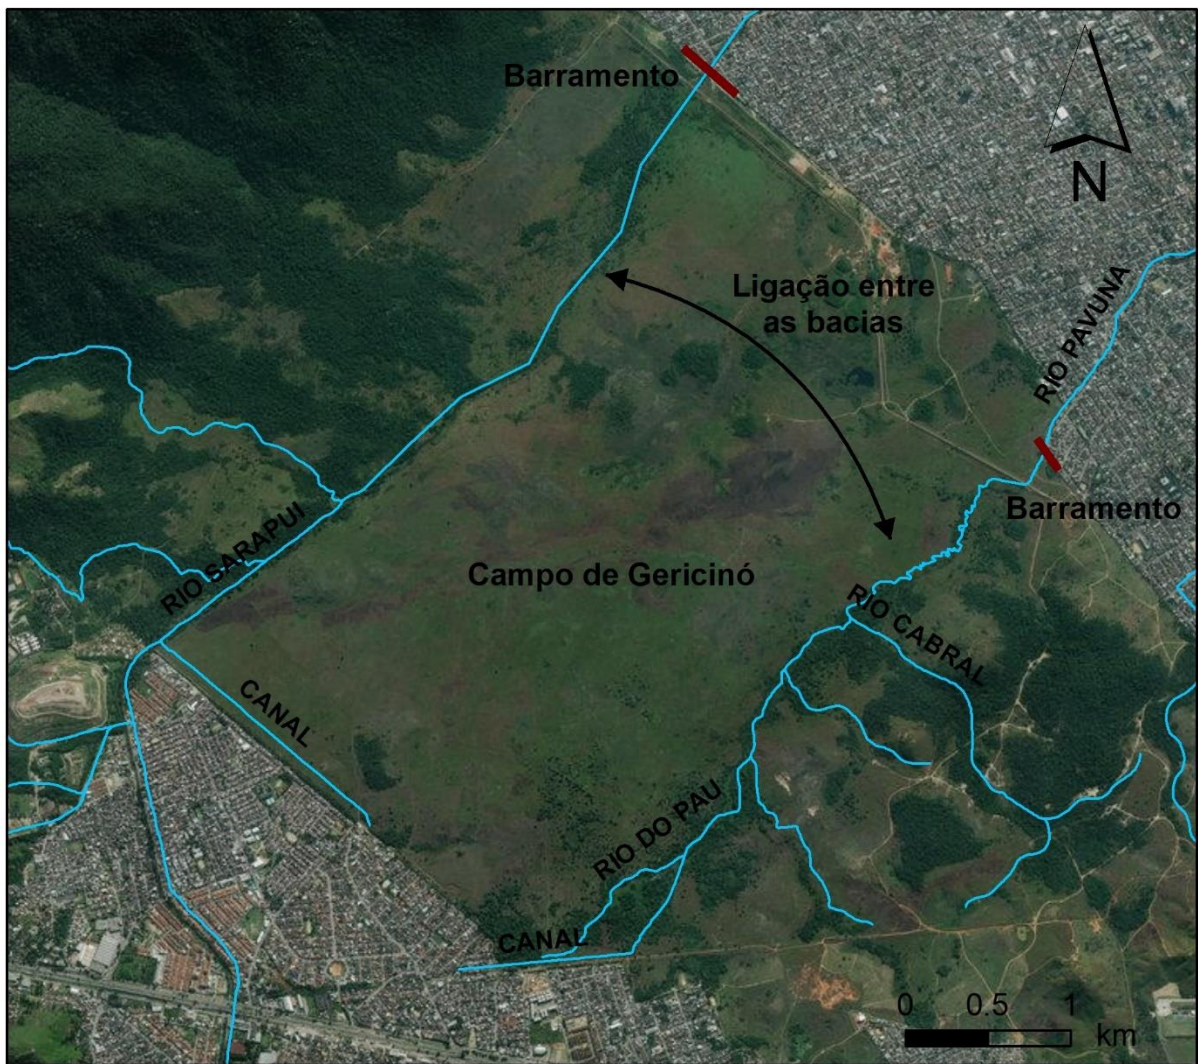 Barramento
N
Ligação entre
as bacias
RIO PAVUNA
Barramento
RIO SARAPUI
Campo de Gericinó
RIO CABRAL
CANAL
RIO DO PAU
CANAL
0 0.5 1
km